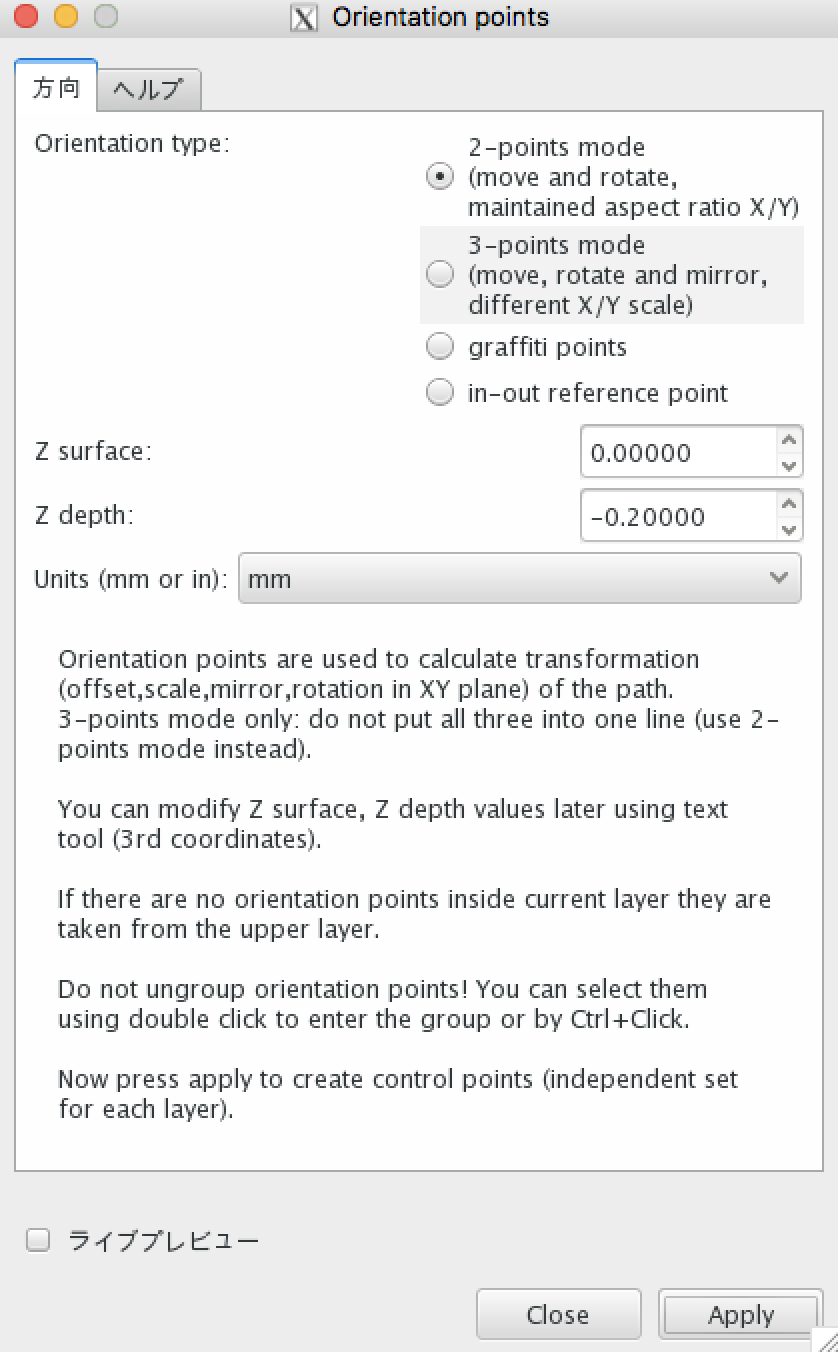 Orientation points
方向 ヘルプ
Orientation type:
2-points mode
(move and rotate,
maintained aspect ratio X/Y)
3-points mode
(move, rotate and mirror,
different X/Y scale)
graffiti points
in-out reference point
Z surface: 0.00000
Z depth: -0.20000
Units (mm or in): mm
Orientation points are used to calculate transformation
(offset,scale,mirror,rotation in XY plane) of the path.
3-points mode only: do not put all three into one line (use 2-
points mode instead).
You can modify Z surface, Z depth values later using text
tool (3rd coordinates).
If there are no orientation points inside current layer they are
taken from the upper layer.
Do not ungroup orientation points! You can select them
using double click to enter the group or by Ctrl+Click.
Now press apply to create control points (independent set
for each layer).
ライブプレビュー
Close Apply